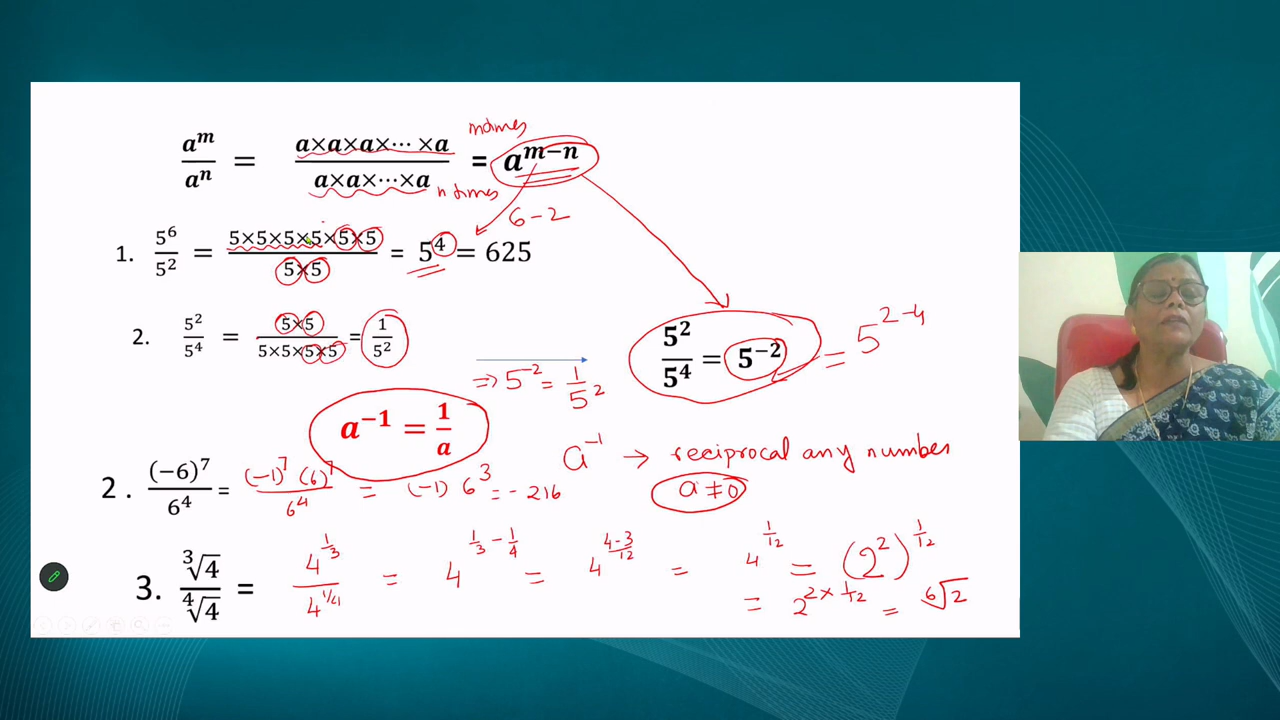 a^m/a^n = a×a×a×⋯×a/a×a×⋯×a = a^(m−n)
m times
n times
6-2
1. 5^6/5^2 = 5×5×5×5×5×5/5×5 = 5^4 = 625
2. 5^2/5^4 = 5×5/5×5×5×5 = 1/5^2
5^2/5^4 = 5^−2 = 5^(2-4)
=> 5^-2 = 1/5^2
a^−1 = 1/a
a^-1 → reciprocal any number
a ≠ 0
2 . (−6)^7/6^4 = (-1)^7 (6)^7/6^4 = (-1) 6^3 = -216
3. ∛4/∜4 = 4^(1/3)/4^(1/4) = 4^(1/3 - 1/4) = 4^((4-3)/12) = 4^(1/12) = (2^2)^(1/12)
= 2^(2 × 1/12) = ⁶√2